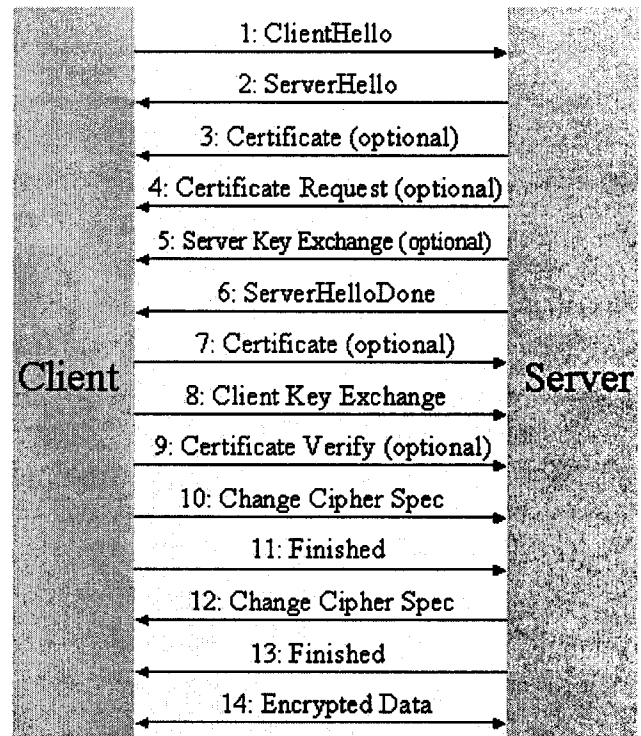 1: ClientHello
2: ServerHello
3: Certificate (optional)
4: Certificate Request (optional)
5: Server Key Exchange (optional)
6: ServerHelloDone
7: Certificate (optional)
Client
Server
8: Client Key Exchange
9: Certificate Verify (optional)
10: Change Cipher Spec
11: Finished
12: Change Cipher Spec
13: Finished
14: Encrypted Data